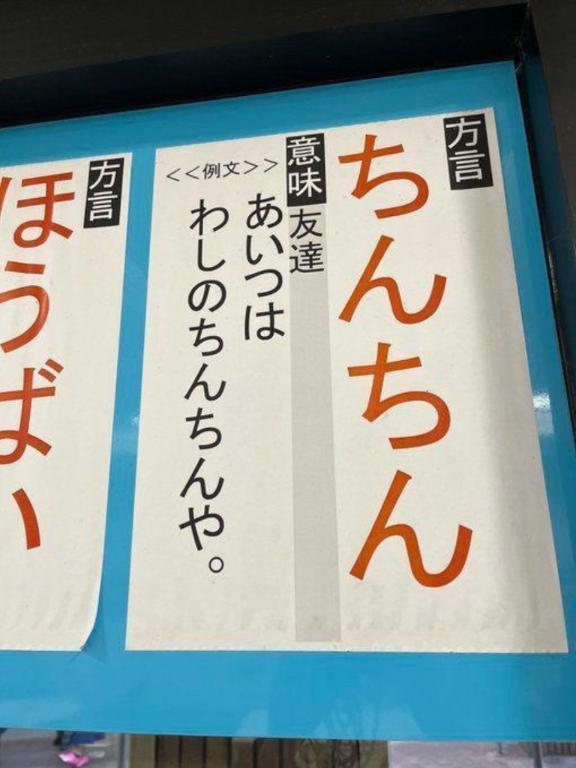 方言
ちんちん
意味
友達
<<例文>>
あいつは
わしのちんちんや。
方言
ほうばい